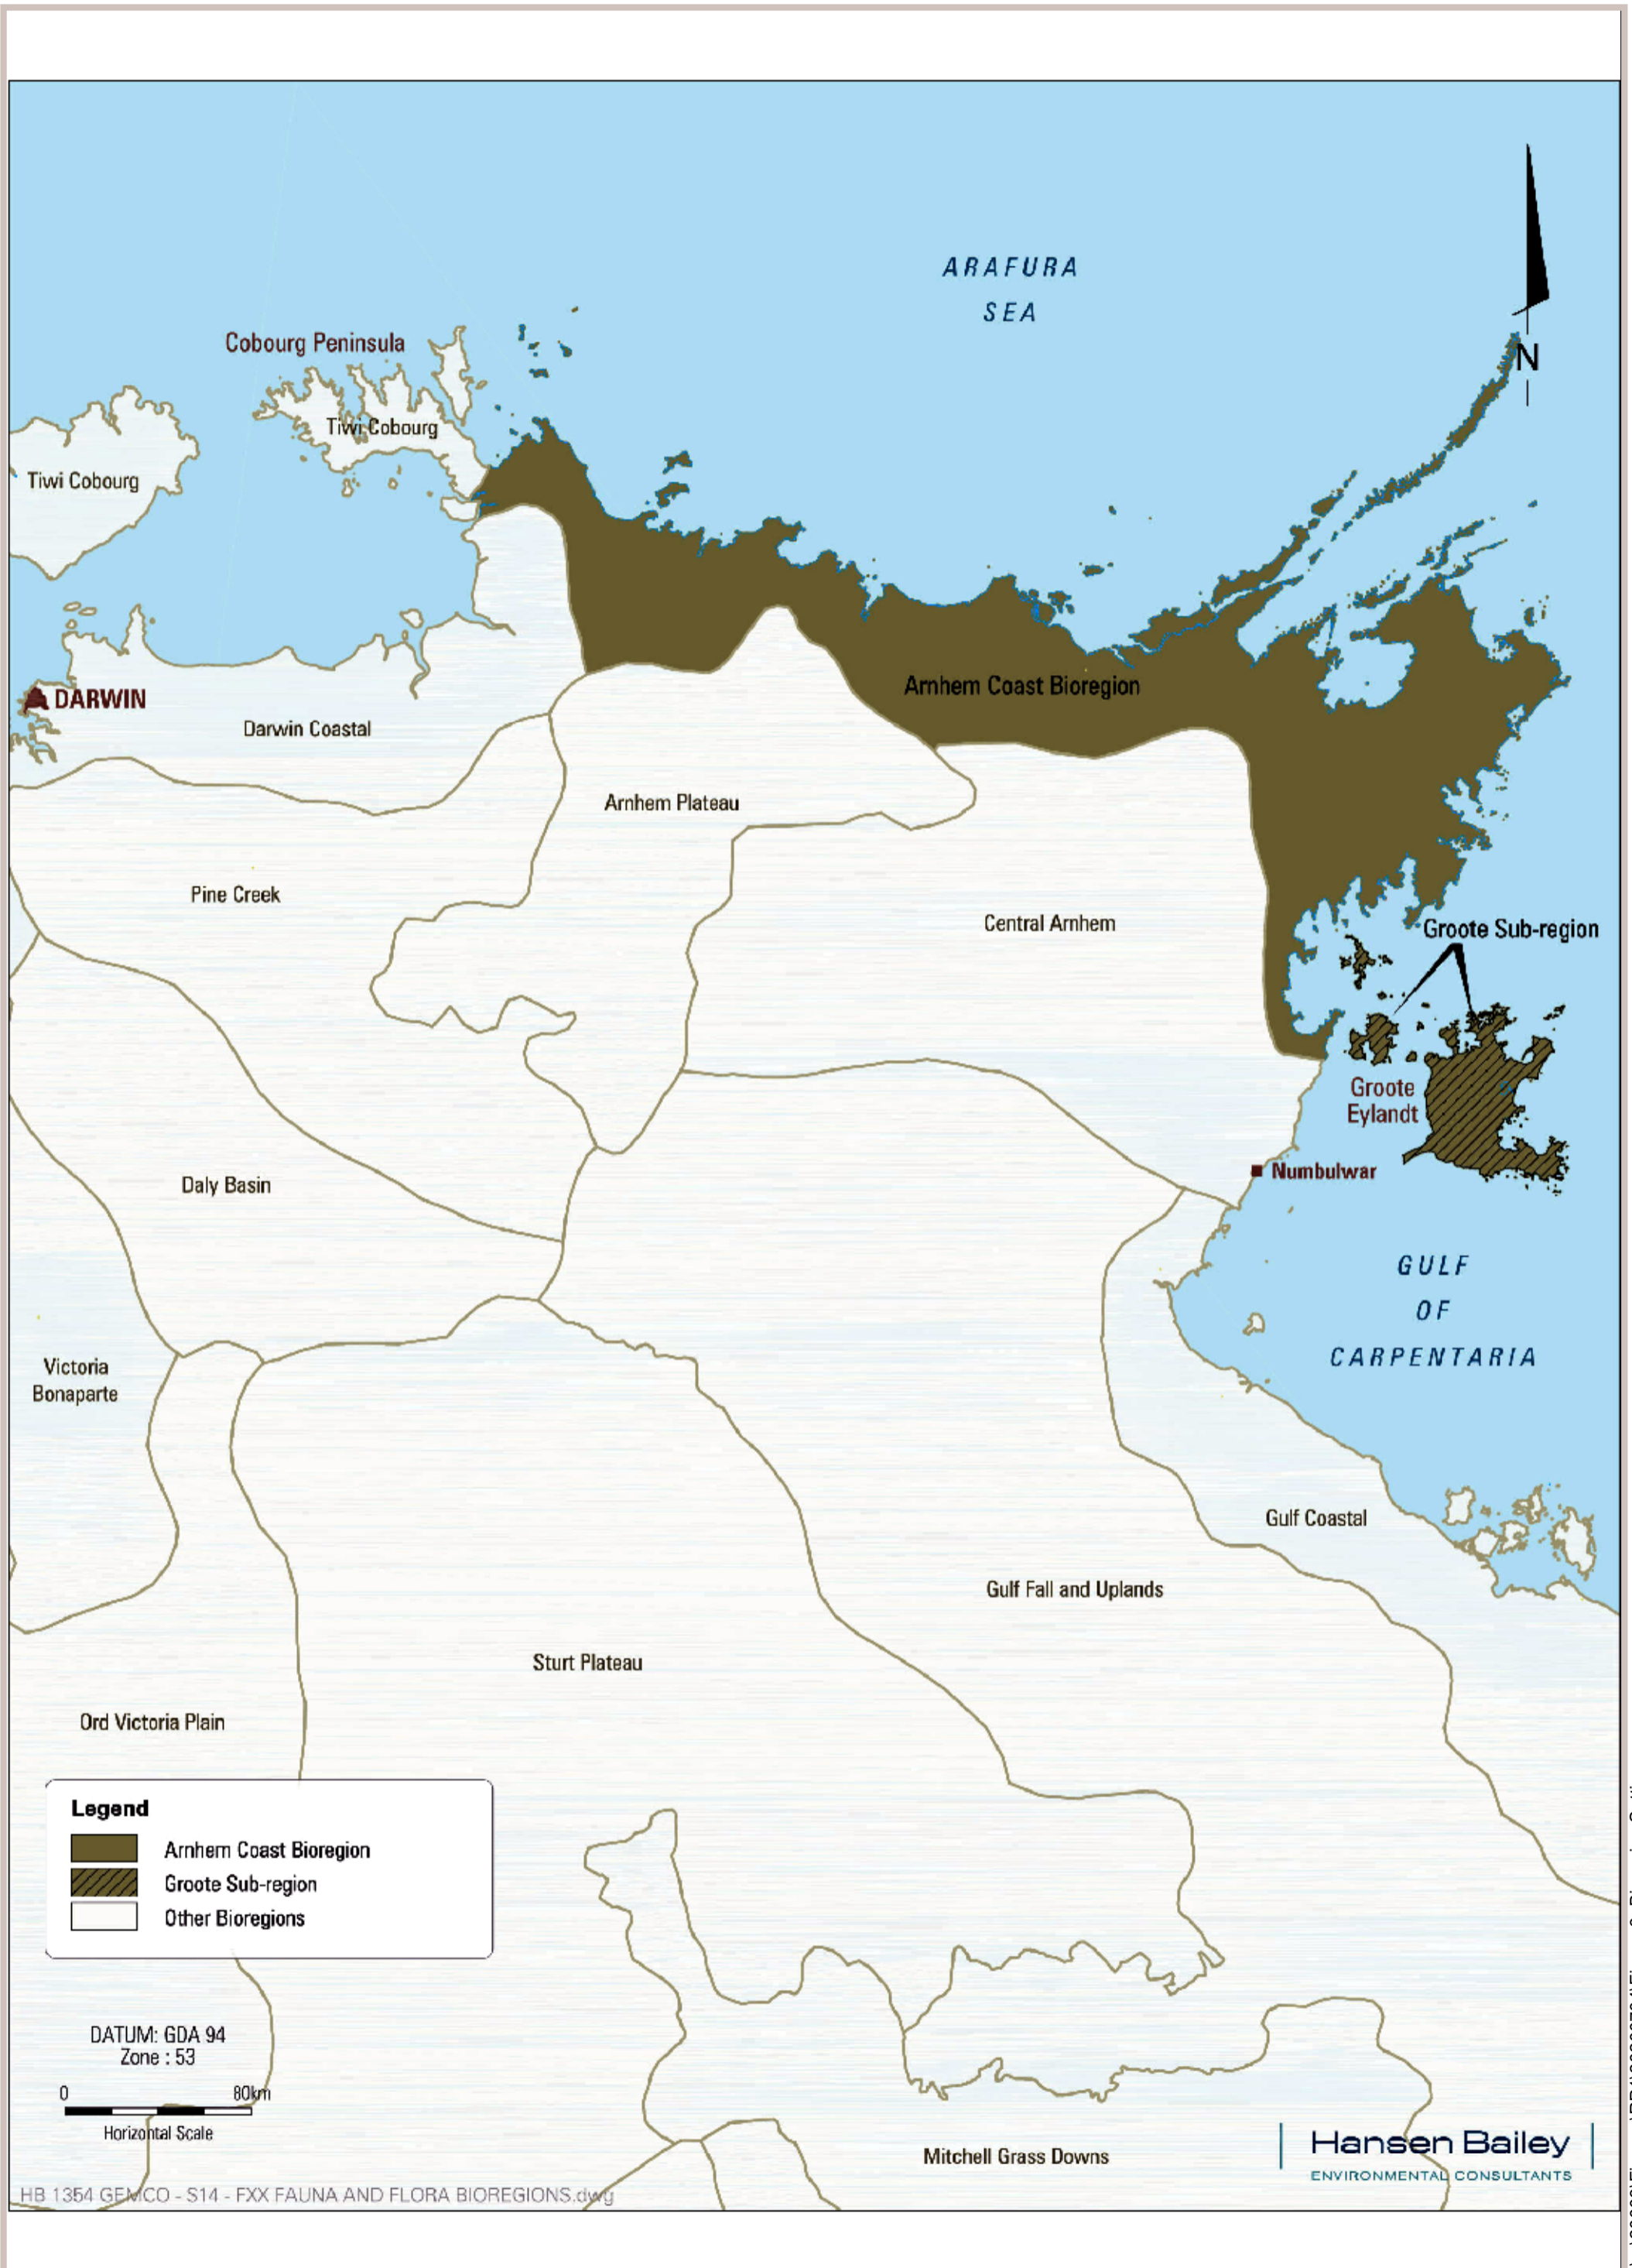 ARAFURA
SEA
N
Cobourg Peninsula
Tiwi Cobourg
Tiwi Cobourg
Arnhem Coast Bioregion
DARWIN
Darwin Coastal
Arnhem Plateau
Pine Creek
Central Arnhem
Groote Sub-region
Groote
Eylandt
Numbulwar
Daly Basin
GULF
OF
CARPENTARIA
Victoria
Bonaparte
Gulf Coastal
Gulf Fall and Uplands
Sturt Plateau
Ord Victoria Plain
Legend
Arnhem Coast Bioregion
Groote Sub-region
Other Bioregions
DATUM: GDA 94
Zone : 53
0 80km
Horizontal Scale
Mitchell Grass Downs
Hansen Bailey
ENVIRONMENTAL CONSULTANTS
HB 1354 GEMCO - S14 - FXX FAUNA AND FLORA BIOREGIONS.dwg